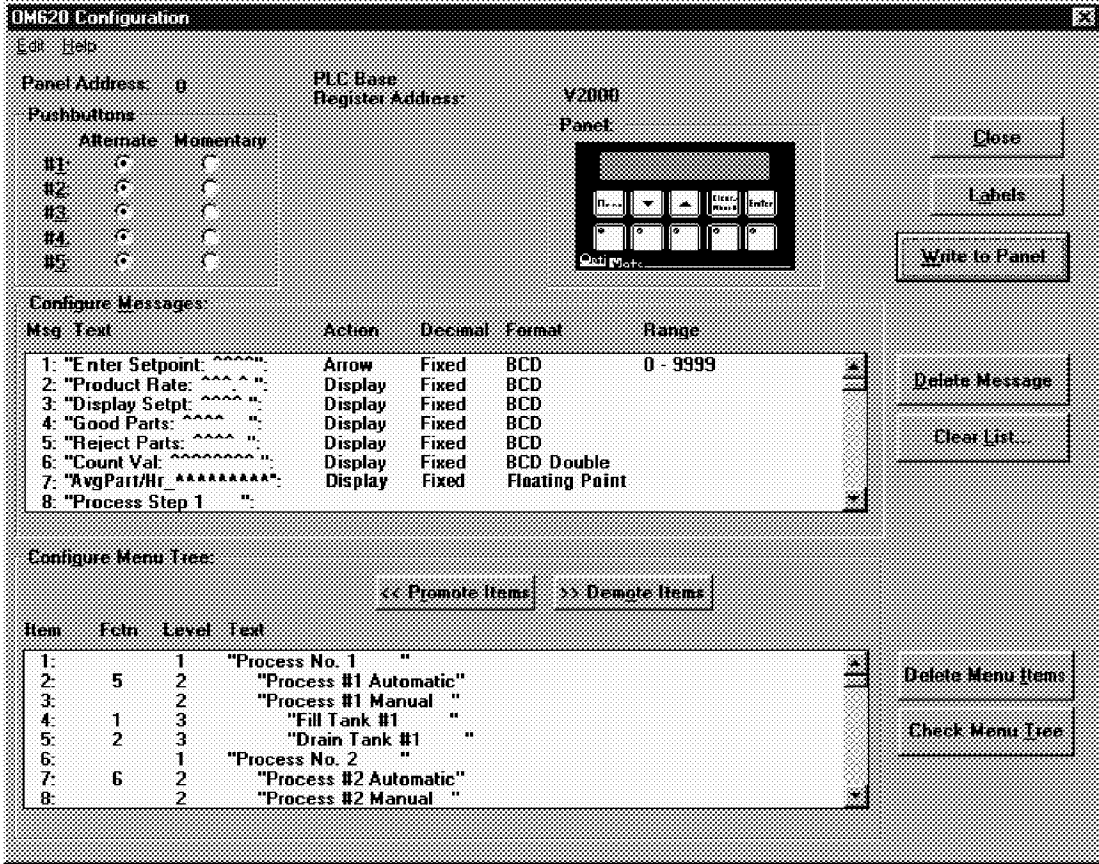 OM620 Configuration
Edit Help
Panel Address: 0 PLC Base Register Address: V2000
Pushbuttons
Alternate Momentary
#1:
#2:
#3:
#4:
#5:
Panel:
Menu Clear Enter
Opti Mate
Close
Labels
Write to Panel
Configure Messages:
Msg Text Action Decimal Format Range
1: "Enter Setpoint: ^^^^": Arrow Fixed BCD 0 - 9999
2: "Product Rate: ^^^.^ ": Display Fixed BCD
3: "Display Setpt: ^^^^ ": Display Fixed BCD
4: "Good Parts: ^^^^ ": Display Fixed BCD
5: "Reject Parts: ^^^^ ": Display Fixed BCD
6: "Count Val: ^^^^^^^^ ": Display Fixed BCD Double
7: "AvgPart/Hr_^^^^^^^^^": Display Fixed Floating Point
8: "Process Step 1 ":
Delete Message
Clear List...
Configure Menu Tree:
<< Promote Items >> Demote Items
Item Fctn Level Text
1: 1 "Process No. 1 "
2: 5 2 "Process #1 Automatic"
3: 2 "Process #1 Manual "
4: 1 3 "Fill Tank #1 "
5: 2 3 "Drain Tank #1 "
6: 1 "Process No. 2 "
7: 6 2 "Process #2 Automatic"
8: 2 "Process #2 Manual "
Delete Menu Items
Check Menu Tree